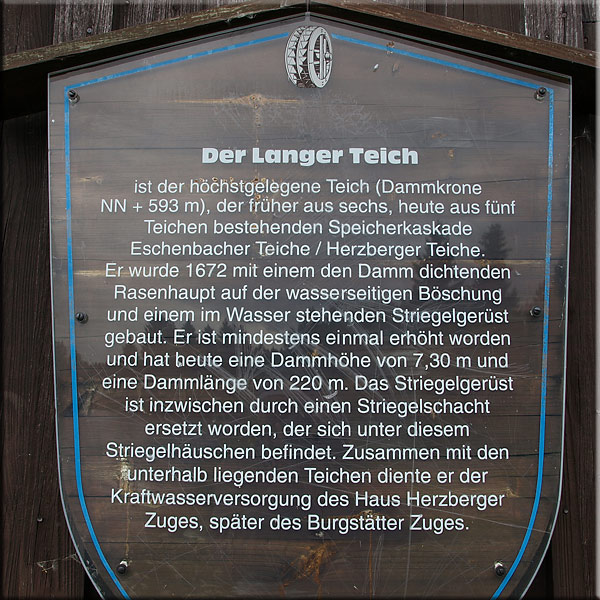 Der Langer Teich
ist der höchstgelegene Teich (Dammkrone
NN + 593 m), der früher aus sechs, heute aus fünf
Teichen bestehenden Speicherkaskade
Eschenbacher Teiche / Herzberger Teiche.
Er wurde 1672 mit einem den Damm dichtenden
Rasenhaupt auf der wasserseitigen Böschung
und einem im Wasser stehenden Striegelgerüst
gebaut. Er ist mindestens einmal erhöht worden
und hat heute eine Dammhöhe von 7,30 m und
eine Dammlänge von 220 m. Das Striegelgerüst
ist inzwischen durch einen Striegelschacht
ersetzt worden, der sich unter diesem
Striegelhäuschen befindet. Zusammen mit den
unterhalb liegenden Teichen diente er der
Kraftwasserversorgung des Haus Herzberger
Zuges, später des Burgstätter Zuges.